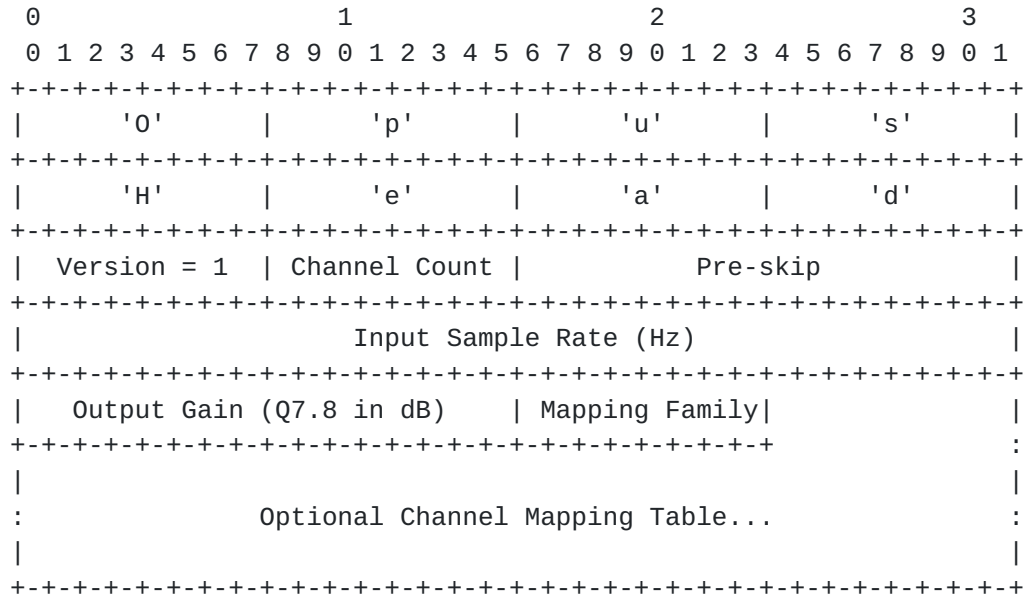 0                   1                   2                   3
 0 1 2 3 4 5 6 7 8 9 0 1 2 3 4 5 6 7 8 9 0 1 2 3 4 5 6 7 8 9 0 1
+-+-+-+-+-+-+-+-+-+-+-+-+-+-+-+-+-+-+-+-+-+-+-+-+-+-+-+-+-+-+-+-+
|      'O'      |      'p'      |      'u'      |      's'      |
+-+-+-+-+-+-+-+-+-+-+-+-+-+-+-+-+-+-+-+-+-+-+-+-+-+-+-+-+-+-+-+-+
|      'H'      |      'e'      |      'a'      |      'd'      |
+-+-+-+-+-+-+-+-+-+-+-+-+-+-+-+-+-+-+-+-+-+-+-+-+-+-+-+-+-+-+-+-+
|  Version = 1  | Channel Count |           Pre-skip            |
+-+-+-+-+-+-+-+-+-+-+-+-+-+-+-+-+-+-+-+-+-+-+-+-+-+-+-+-+-+-+-+-+
|                     Input Sample Rate (Hz)                    |
+-+-+-+-+-+-+-+-+-+-+-+-+-+-+-+-+-+-+-+-+-+-+-+-+-+-+-+-+-+-+-+-+
|   Output Gain (Q7.8 in dB)    | Mapping Family|               |
+-+-+-+-+-+-+-+-+-+-+-+-+-+-+-+-+-+-+-+-+-+-+-+-+               :
|                                                               |
:               Optional Channel Mapping Table...               :
|                                                               |
+-+-+-+-+-+-+-+-+-+-+-+-+-+-+-+-+-+-+-+-+-+-+-+-+-+-+-+-+-+-+-+-+